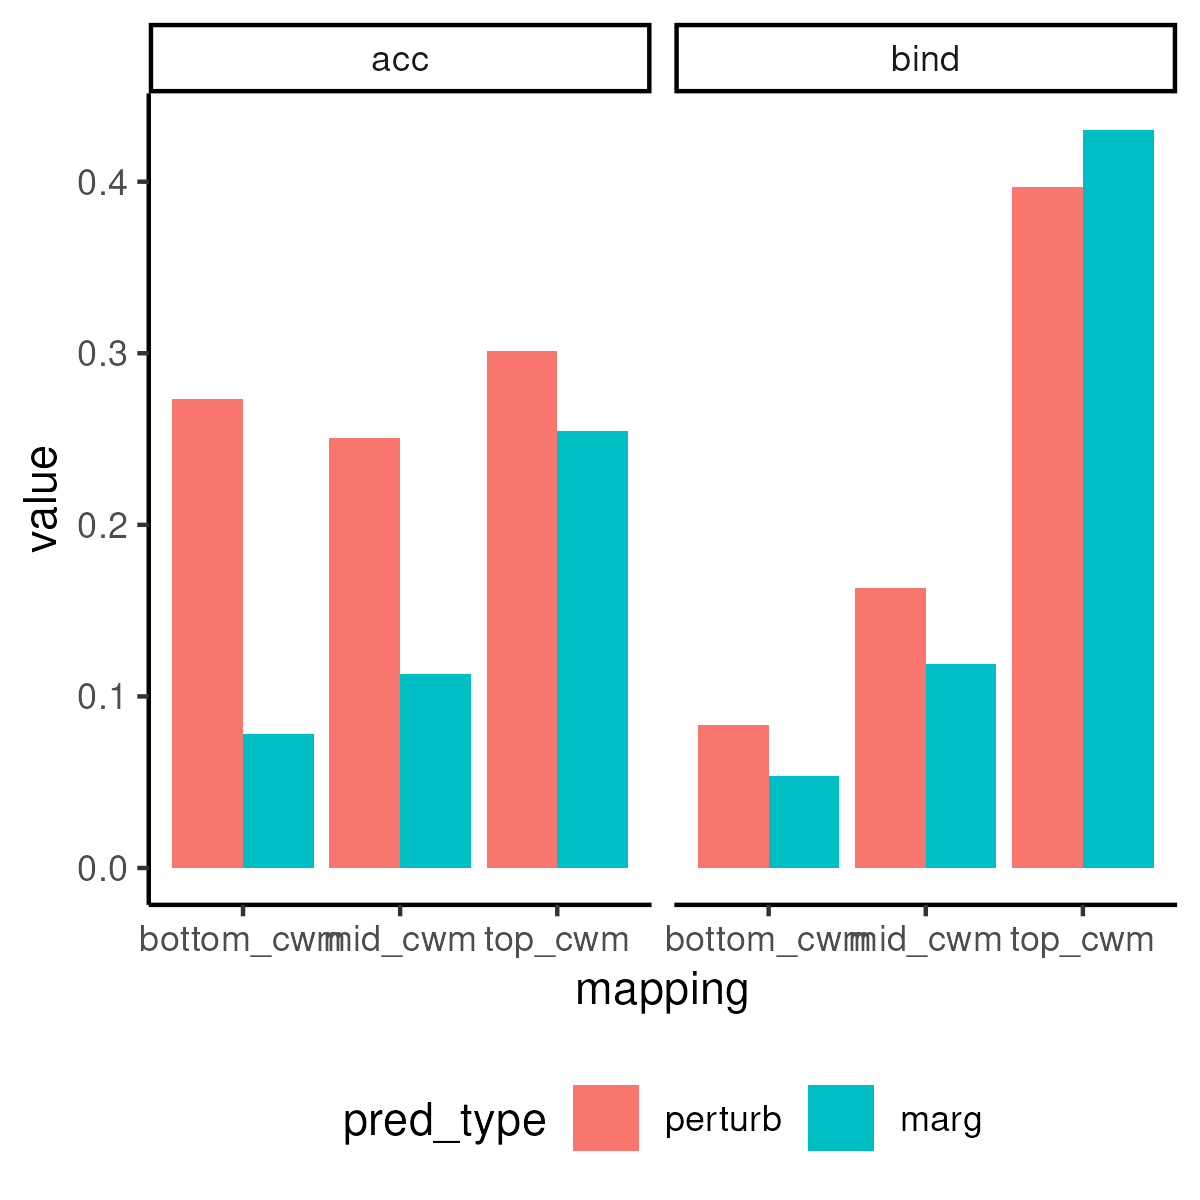 acc bind
0.4
0.3
0.2
0.1
0.0
value
bottom_cwm mid_cwm top_cwm bottom_cwm mid_cwm top_cwm
mapping
pred_type perturb marg